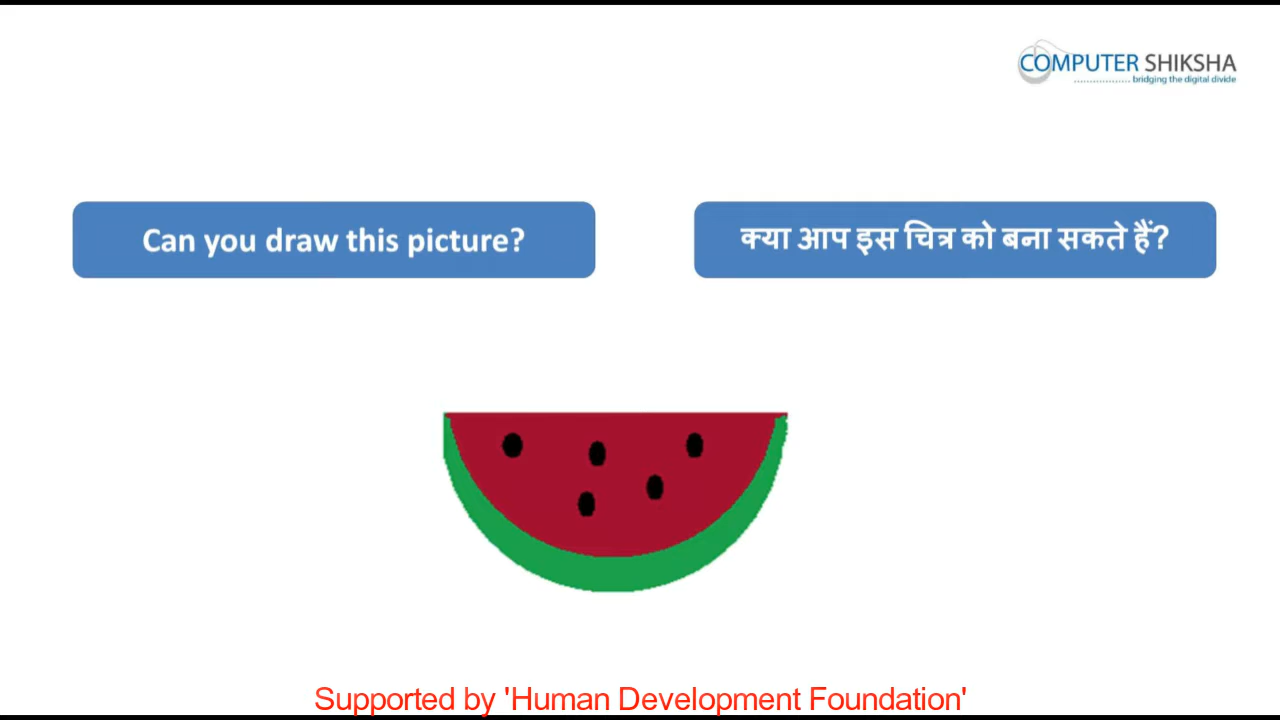 COMPUTER SHIKSHA
.................. bridging the digital divide
Can you draw this picture?
क्या आप इस चित्र को बना सकते हैं?
Supported by 'Human Development Foundation'